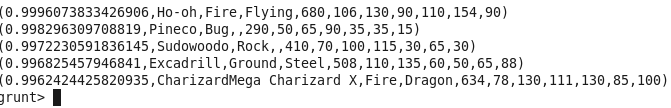 (0.9996073833426906,Ho-oh,Fire,Flying,680,106,130,90,110,154,90)
(0.998296309708819,Pineco,Bug,,290,50,65,90,35,35,15)
(0.9972230591836145,Sudowoodo,Rock,,410,70,100,115,30,65,30)
(0.996825457946841,Excadrill,Ground,Steel,508,110,135,60,50,65,88)
(0.9962424425820935,CharizardMega Charizard X,Fire,Dragon,634,78,130,111,130,85,100)
grunt>